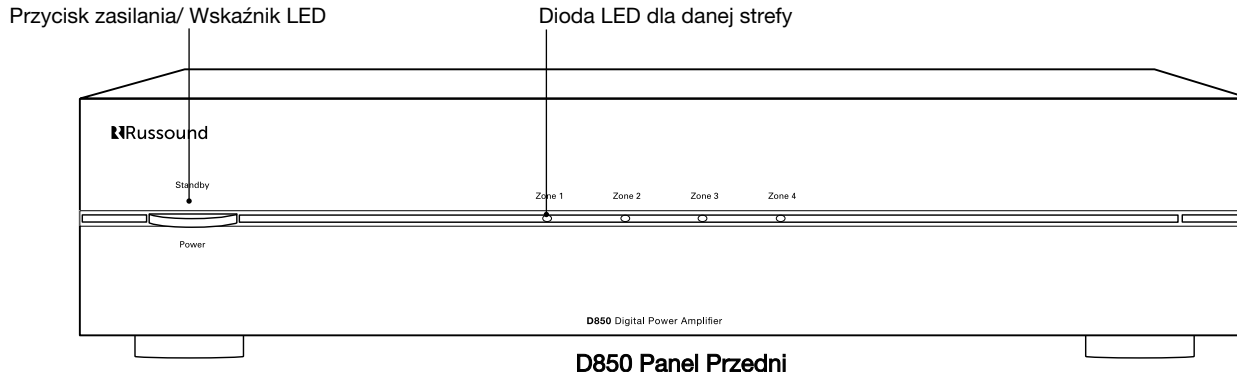 Przycisk zasilania/ Wskaźnik LED
Dioda LED dla danej strefy
Russound
Standby
Zone 1
Zone 2
Zone 3
Zone 4
Power
D850 Digital Power Amplifier
D850 Panel Przedni